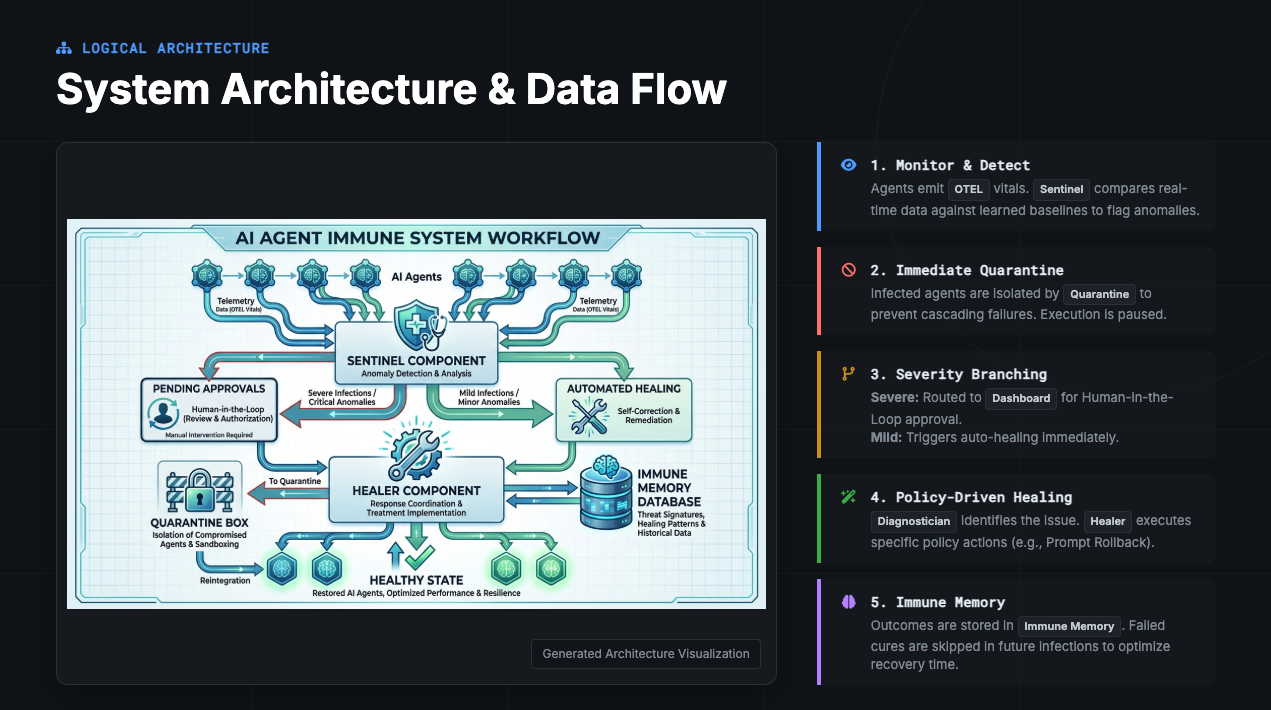 LOGICAL ARCHITECTURE
System Architecture & Data Flow
AI AGENT IMMUNE SYSTEM WORKFLOW
AI Agents
Telemetry
Data (OTEL Vitals)
Telemetry
Data (OTEL Vitals)
SENTINEL COMPONENT
Anomaly Detection & Analysis
PENDING APPROVALS
Human-in-the-Loop
(Review & Authorization)
Manual Intervention Required
Severe Infections /
Critical Anomalies
Mild Infections /
Minor Anomalies
AUTOMATED HEALING
Self-Correction &
Remediation
To Quarantine
HEALER COMPONENT
Response Coordination &
Treatment Implementation
IMMUNE
MEMORY
DATABASE
Threat Signatures,
Healing Patterns &
Historical Data
QUARANTINE BOX
Isolation of Compromised
Agents & Sandboxing
Reintegration
HEALTHY STATE
Restored AI Agents, Optimized Performance & Resilience
Generated Architecture Visualization
1. Monitor & Detect
Agents emit OTEL vitals. Sentinel compares real-
time data against learned baselines to flag anomalies.
2. Immediate Quarantine
Infected agents are isolated by Quarantine to
prevent cascading failures. Execution is paused.
3. Severity Branching
Severe: Routed to Dashboard for Human-in-the-
Loop approval.
Mild: Triggers auto-healing immediately.
4. Policy-Driven Healing
Diagnostician identifies the issue. Healer executes
specific policy actions (e.g., Prompt Rollback).
5. Immune Memory
Outcomes are stored in Immune Memory. Failed
cures are skipped in future infections to optimize
recovery time.